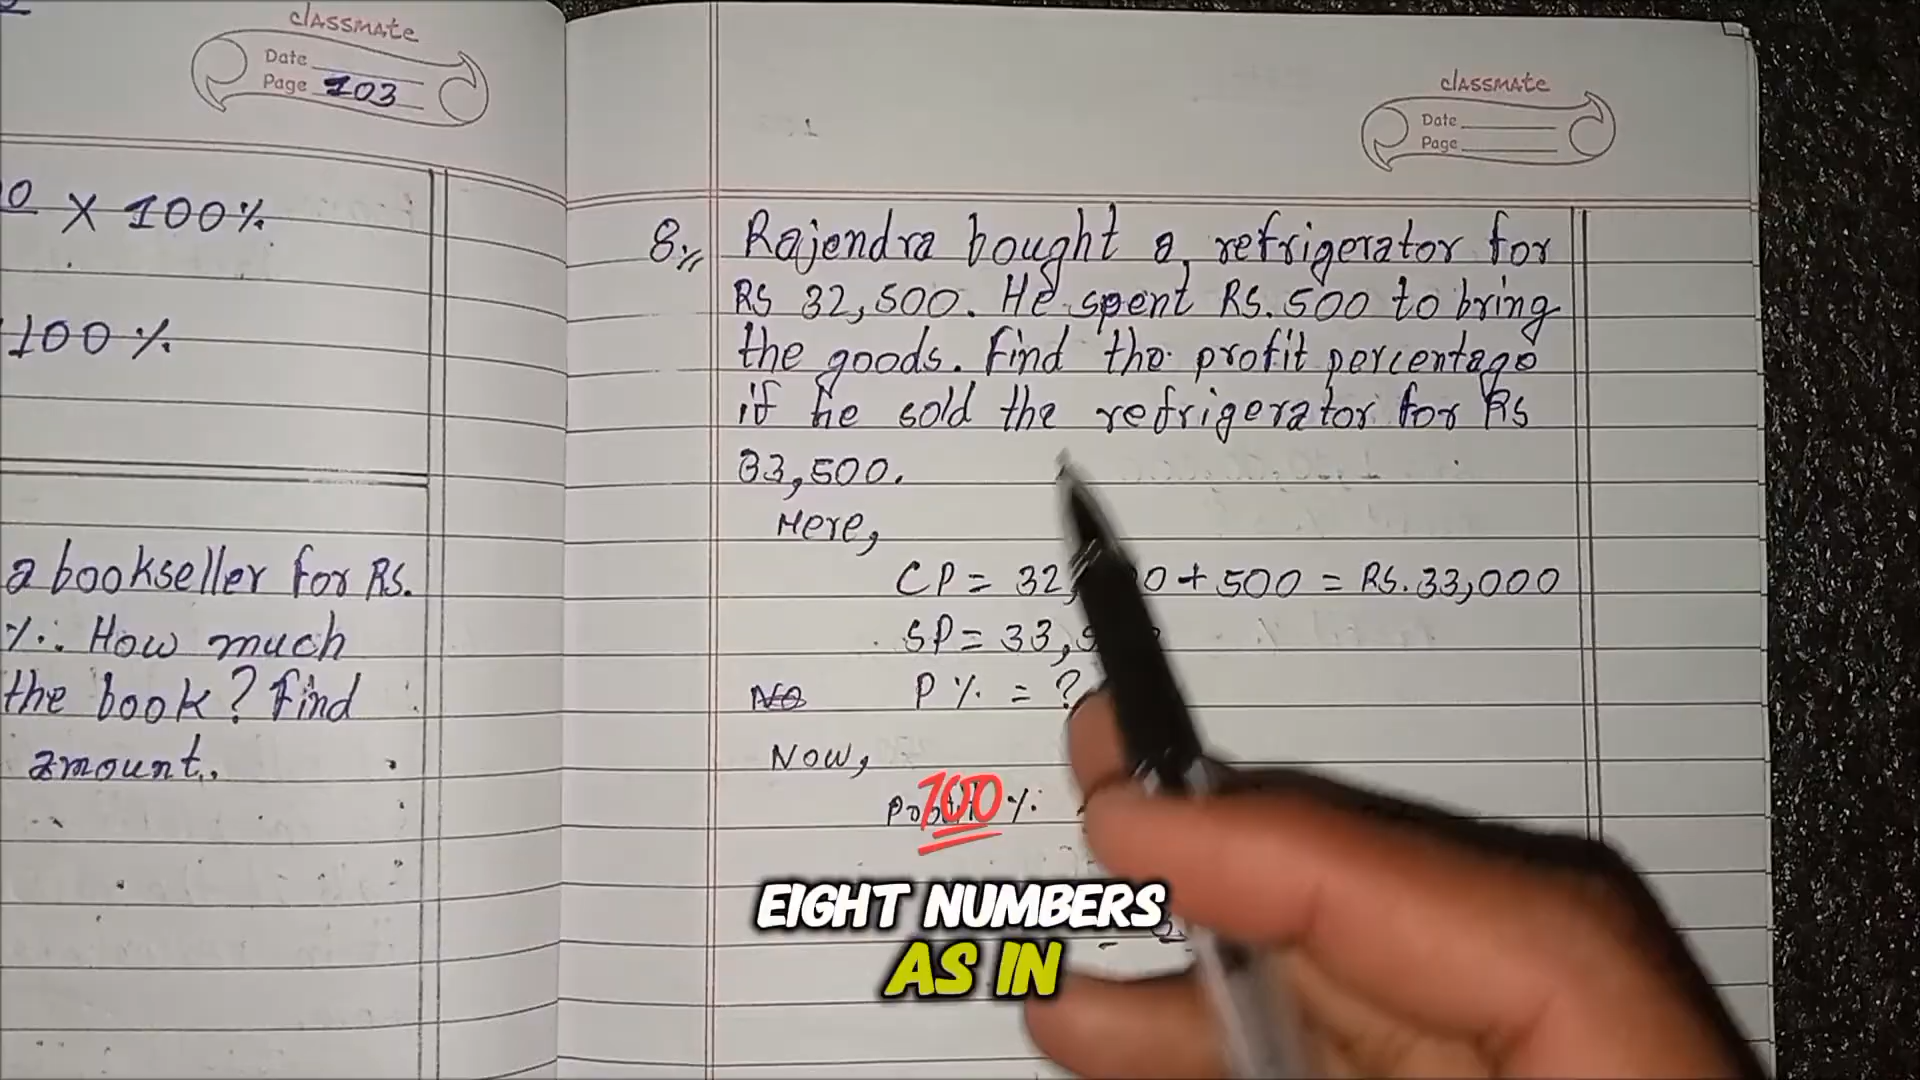 classmate
Date
Page 103
0 × 100%
100%
a bookseller for Rs.
%. How much
the book? Find
amount.
classmate
Date
Page
8. Rajendra bought a refrigerator for
Rs 32,500. He spent Rs. 500 to bring
the goods. Find the profit percentage
if he sold the refrigerator for Rs
33,500.
Here,
CP = 32, 0 + 500 = Rs. 33,000
SP = 33,
P% = ?
Now,
100
%
EIGHT NUMBERS
AS IN